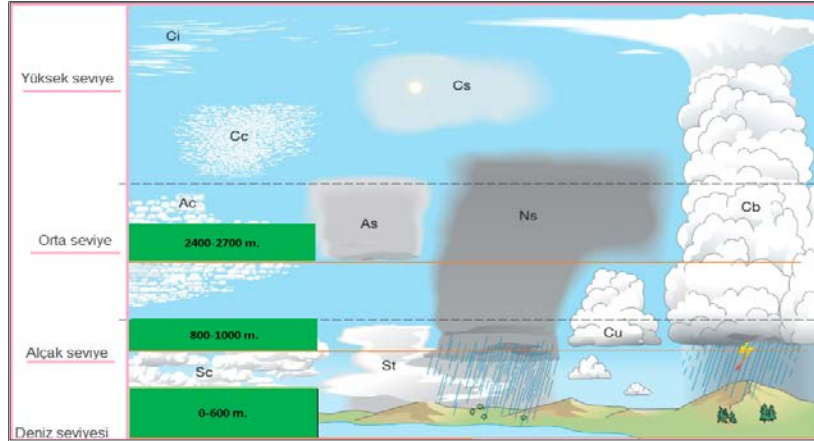 Ci
Yüksek seviye
Cs
Cc
Ac
As
Ns
Cb
Orta seviye
2400-2700 m.
800-1000 m.
Cu
Alçak seviye
St
Sc
0-600 m.
Deniz seviyesi